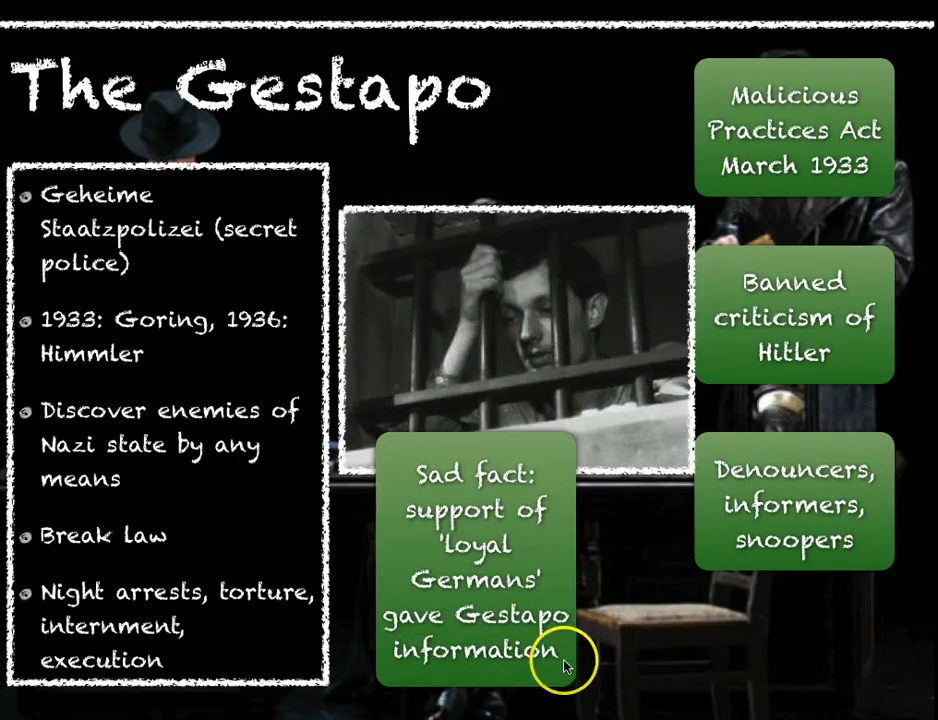 The Gestapo
Geheime
Staatzpolizei (secret
police)
1933: Goring, 1936:
Himmler
Discover enemies of
Nazi state by any
means
Break law
Night arrests, torture,
internment,
execution
Sad fact:
support of
'loyal
Germans'
gave Gestapo
information
Malicious
Practices Act
March 1933
Banned
criticism of
Hitler
Denouncers,
informers,
snoopers